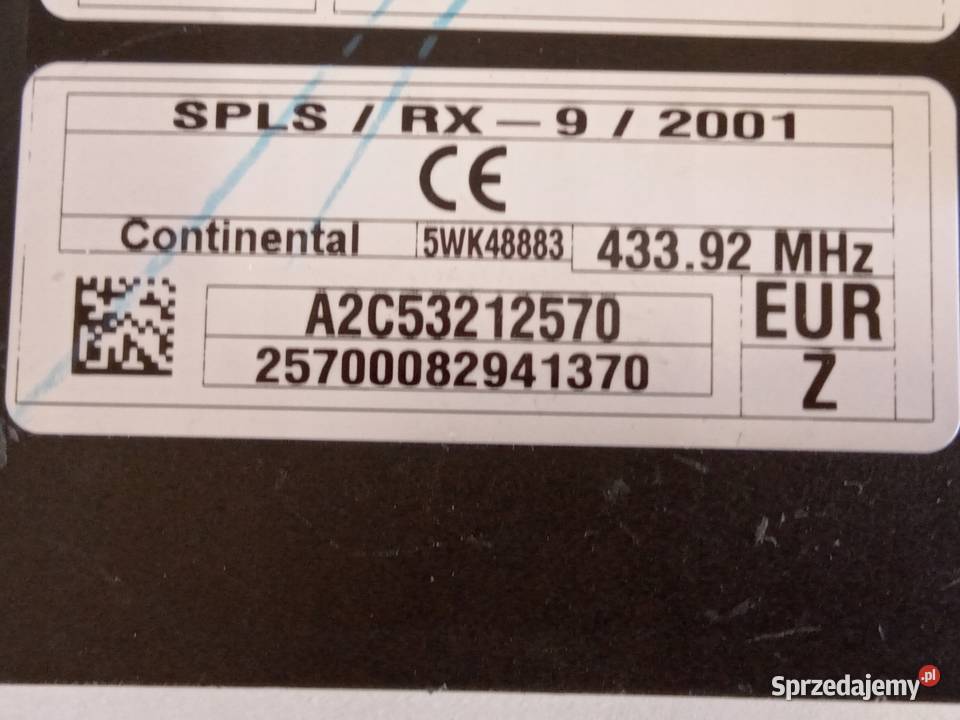 SPLS / RX – 9 / 2001
CE
Continental 5WK48883 433.92 MHz
A2C53212570 EUR
25700082941370 Z
Sprzedajemy.pl